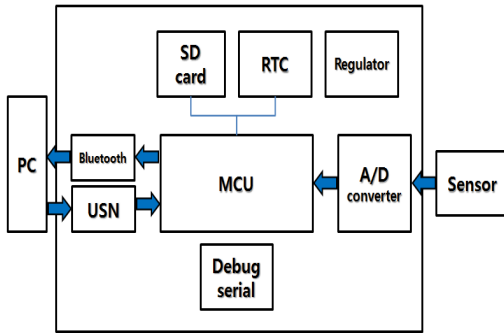 SD
card
RTC
Regulator
PC
Bluetooth
USN
MCU
A/D
converter
Sensor
Debug
serial